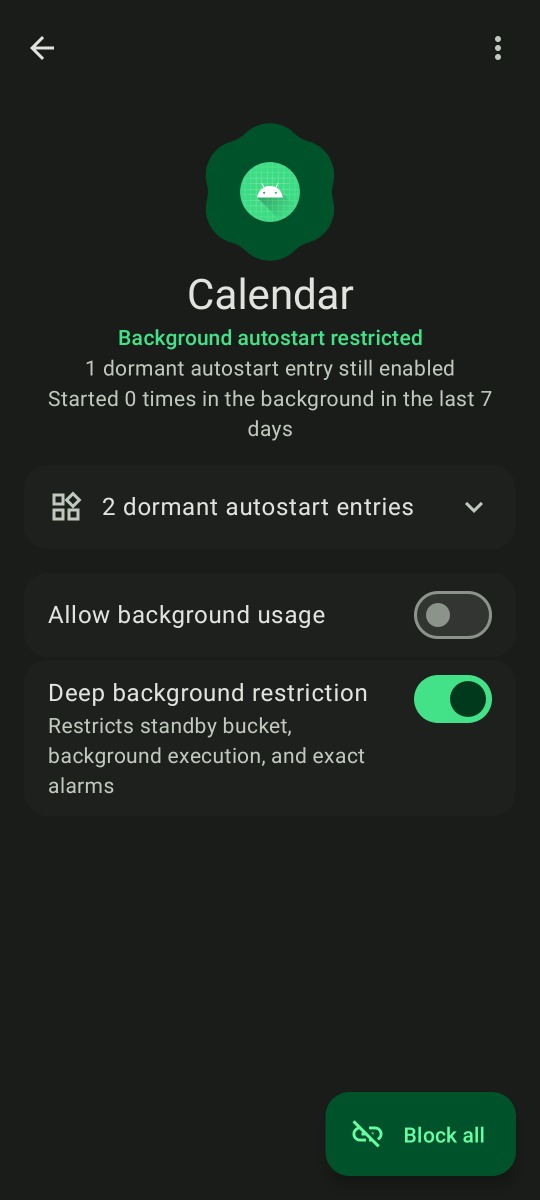 Calendar
Background autostart restricted
1 dormant autostart entry still enabled
Started 0 times in the background in the last 7
days
2 dormant autostart entries
Allow background usage
Deep background restriction
Restricts standby bucket,
background execution, and exact
alarms
Block all